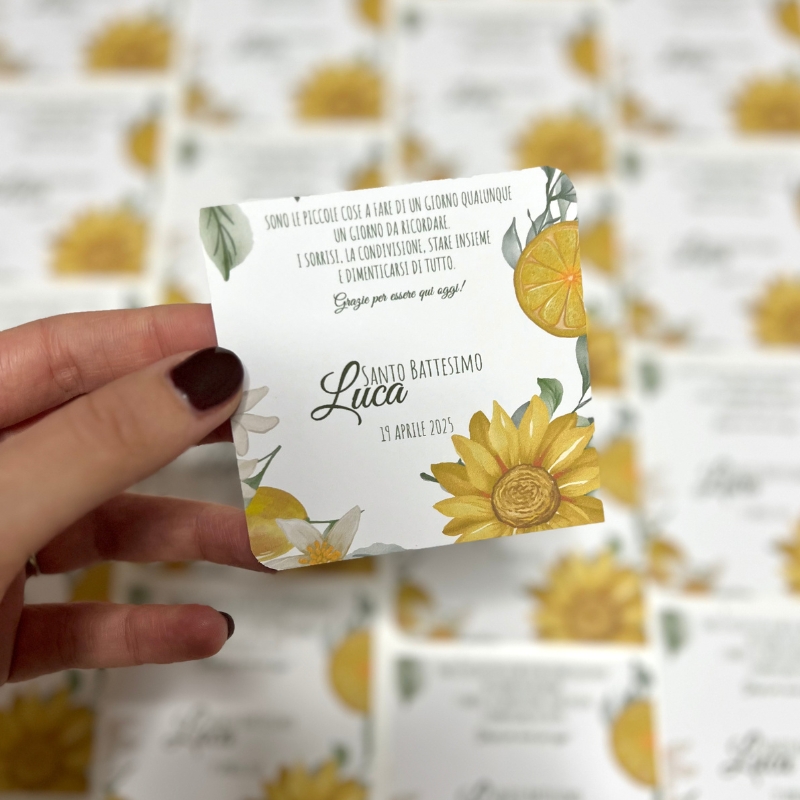 SONO LE PICCOLE COSE A FARE DI UN GIORNO QUALUNQUE
UN GIORNO DA RICORDARE.
I SORRISI, LA CONDIVISIONE, STARE INSIEME
E DIMENTICARSI DI TUTTO.
Grazie per essere qui oggi!
SANTO BATTESIMO
Luca
19 APRILE 2025